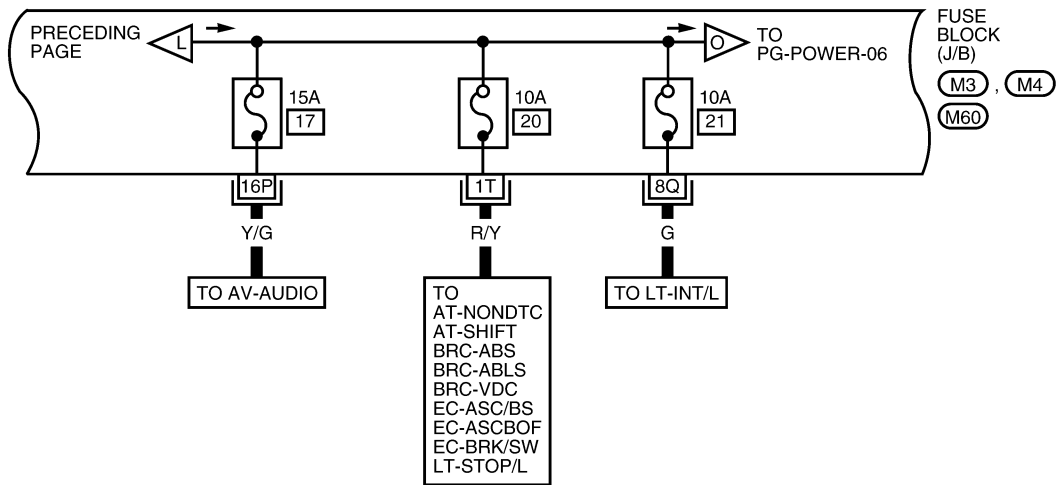 PRECEDING
PAGE
L
O
TO
PG-POWER-06
FUSE
BLOCK
(J/B)
M3 , M4
M60
15A
17
10A
20
10A
21
16P
1T
8Q
Y/G
R/Y
G
TO AV-AUDIO
TO
AT-NONDTC
AT-SHIFT
BRC-ABS
BRC-ABLS
BRC-VDC
EC-ASC/BS
EC-ASCBOF
EC-BRK/SW
LT-STOP/L
TO LT-INT/L